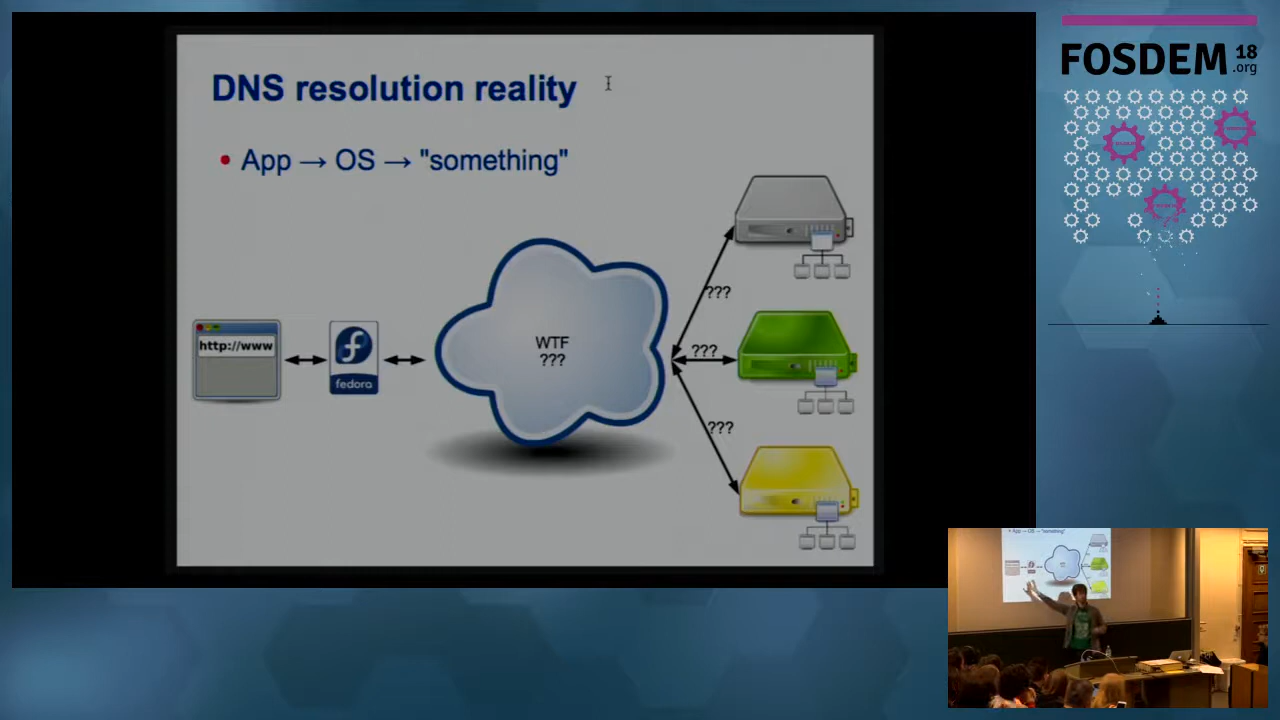 DNS resolution reality
• App → OS → "something"
http://www
fedora
WTF
???
???
???
???
FOSDEM 18
.org